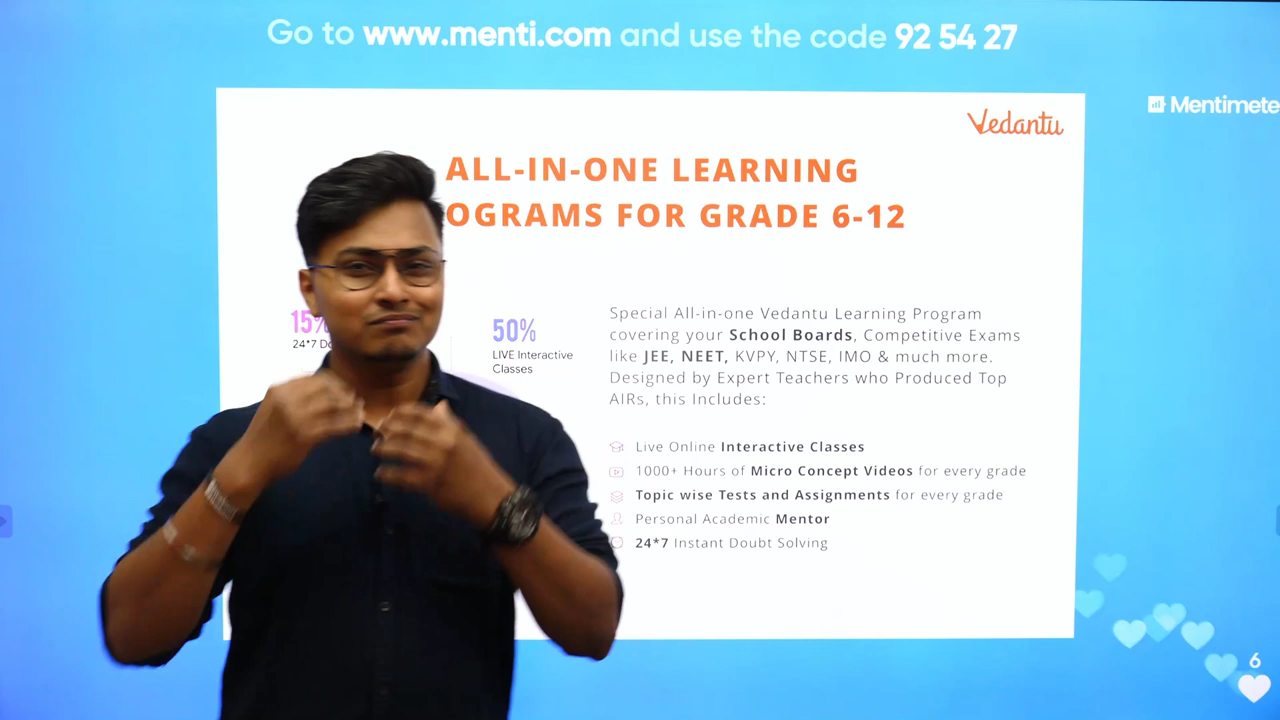 Go to www.menti.com and use the code 92 54 27
Mentimete
Vedantu
ALL-IN-ONE LEARNING
OGRAMS FOR GRADE 6-12
15%
24*7 Do
50%
LIVE Interactive
Classes
Special All-in-one Vedantu Learning Program
covering your School Boards, Competitive Exams
like JEE, NEET, KVPY, NTSE, IMO & much more.
Designed by Expert Teachers who Produced Top
AIRs, this Includes:
Live Online Interactive Classes
1000+ Hours of Micro Concept Videos for every grade
Topic wise Tests and Assignments for every grade
Personal Academic Mentor
24*7 Instant Doubt Solving
6